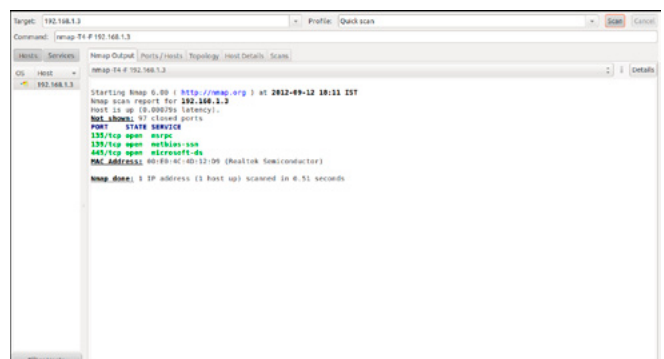 Target: 192.168.1.3 Profile: Quick scan Scan Cancel
Command: nmap -T4 -F 192.168.1.3
Hosts Services Nmap Output Ports / Hosts Topology Host Details Scans
OS Host nmap -T4 -F 192.168.1.3 Details
192.168.1.3
Starting Nmap 6.00 ( http://nmap.org ) at 2012-09-12 10:11 IST
Nmap scan report for 192.168.1.3
Host is up (0.00079s latency).
Not shown: 97 closed ports
PORT STATE SERVICE
135/tcp open msrpc
139/tcp open netbios-ssn
445/tcp open microsoft-ds
MAC Address: 00:E0:4C:4D:12:D9 (Realtek Semiconductor)
Nmap done: 1 IP address (1 host up) scanned in 0.51 seconds